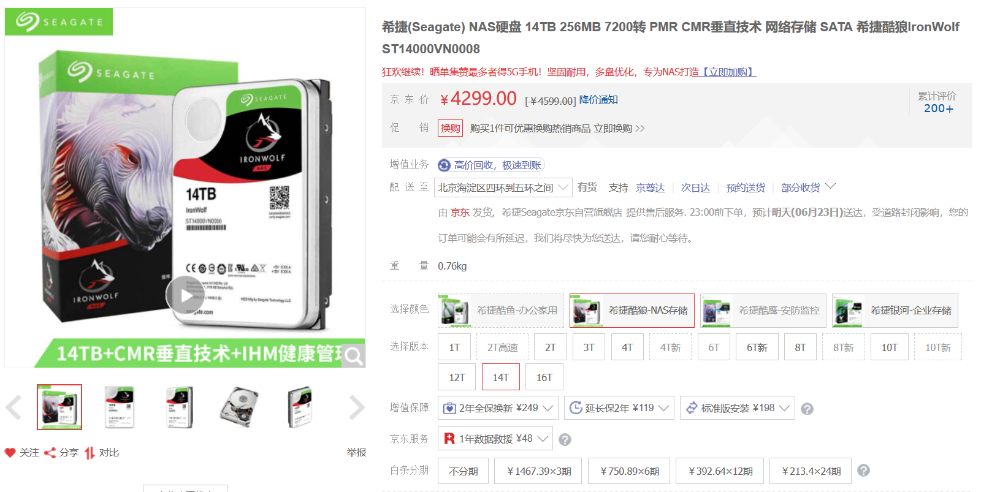 SEAGATE
SEAGATE
SEAGATE
IRONWOLF
NAS
14TB
IronWolf
ST14000VN0008
IRONWOLF
NAS
seagate.com
14TB+CMR垂直技术+IHM健康管理
关注 分享 对比 举报
希捷(Seagate) NAS硬盘 14TB 256MB 7200转 PMR CMR垂直技术 网络存储 SATA 希捷酷狼IronWolf
ST14000VN0008
狂欢继续！晒单集赞最多者得5G手机！坚固耐用，多盘优化，专为NAS打造【立即加购】
京东价 ￥4299.00 [￥4599.00] 降价通知 累计评价
200+
促销 换购 购买1件可优惠换购热销商品 立即换购 >>
增值业务 高价回收，极速到账
配送至 北京海淀区四环到五环之间 有货 支持 京尊达 | 次日达 | 预约送货 | 部分收货
由 京东 发货，希捷Seagate京东自营旗舰店 提供售后服务. 23:00前下单，预计明天(06月23日)送达，受道路封闭影响，您的
订单可能会有所延迟，我们将尽快为您送达，请您耐心等待。
重量 0.76kg
选择颜色 希捷酷鱼-办公家用 希捷酷狼-NAS存储 希捷酷鹰-安防监控 希捷银河-企业存储
选择版本 1T 2T高速 2T 3T 4T 4T新 6T 6T新 8T 8T新 10T 10T新
12T 14T 16T
增值保障 2年全保换新 ¥249 延长保2年 ¥119 标准版安装 ¥198 ?
京东服务 R 1年数据救援 ¥48 ?
白条分期 不分期 ￥1467.39×3期 ￥750.89×6期 ￥392.64×12期 ￥213.4×24期 ?